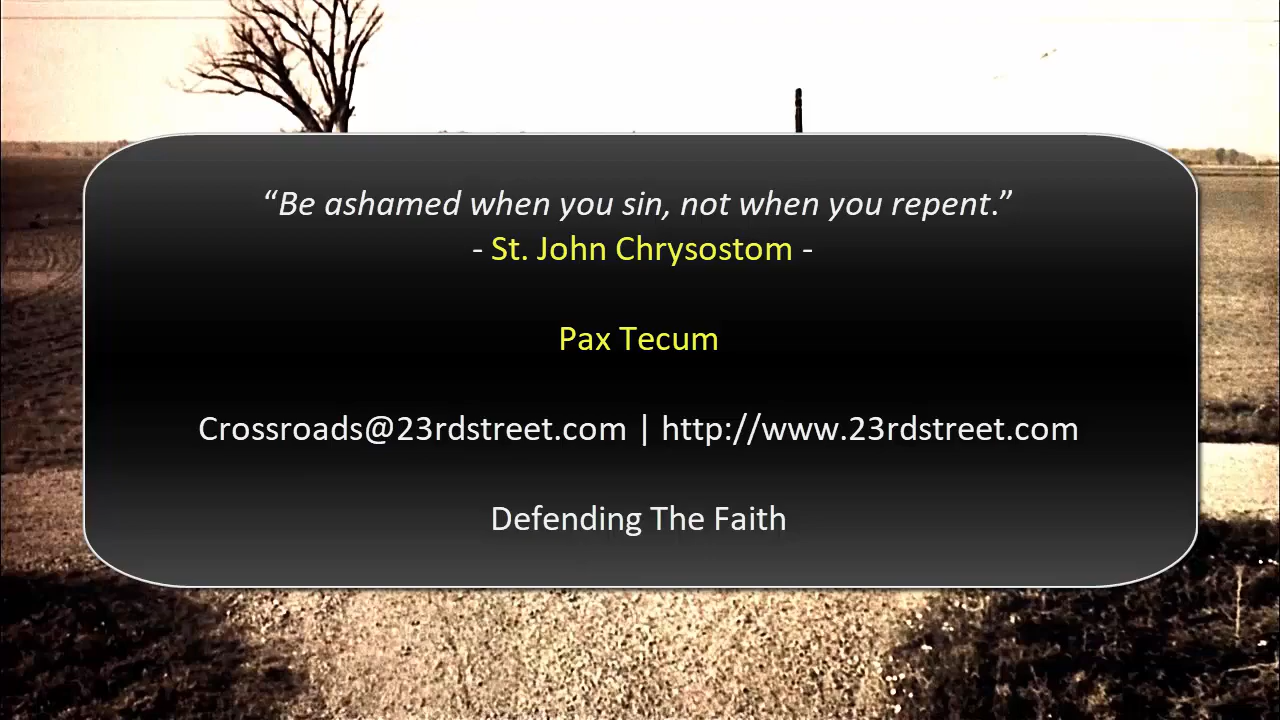 “Be ashamed when you sin, not when you repent.”
- St. John Chrysostom -
Pax Tecum
Crossroads@23rdstreet.com | http://www.23rdstreet.com
Defending The Faith